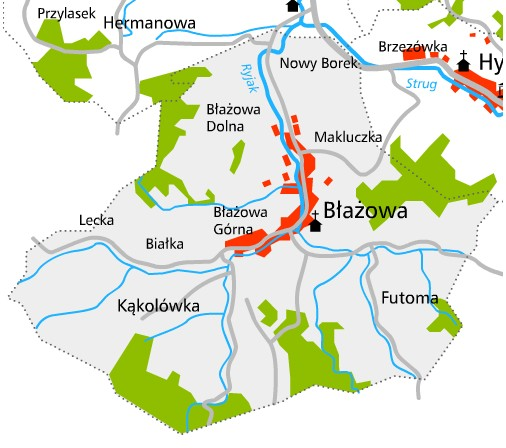 Przylasek
Hermanowa
Brzezówka
Hy
Nowy Borek
Ryjak
Strug
Błażowa
Dolna
Makluczka
Błażowa
Błażowa
Górna
Lecka
Białka
Kąkolówka
Futoma